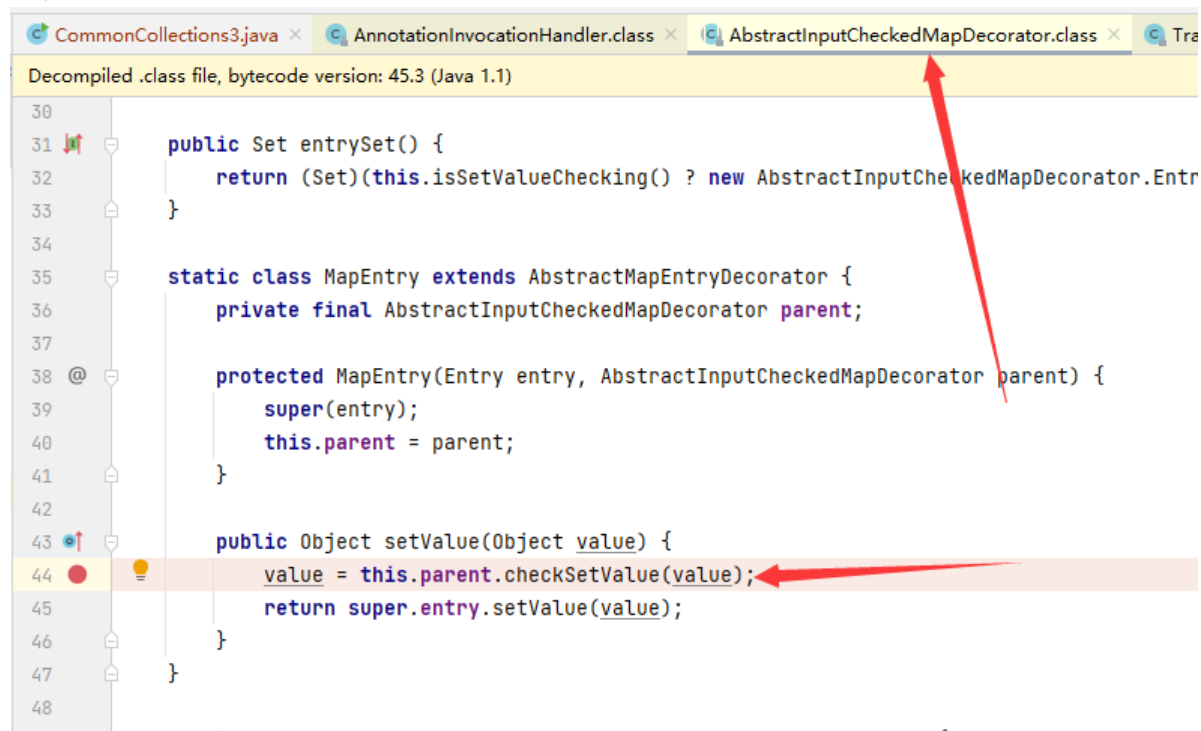 CommonCollections3.java × AnnotationInvocationHandler.class × AbstractInputCheckedMapDecorator.class × Tra
Decompiled .class file, bytecode version: 45.3 (Java 1.1)
30
31 public Set entrySet() {
32 return (Set)(this.isSetValueChecking() ? new AbstractInputCheckedMapDecorator.Entr
33 }
34
35 static class MapEntry extends AbstractMapEntryDecorator {
36 private final AbstractInputCheckedMapDecorator parent;
37
38 @ protected MapEntry(Entry entry, AbstractInputCheckedMapDecorator parent) {
39 super(entry);
40 this.parent = parent;
41 }
42
43 public Object setValue(Object value) {
44 value = this.parent.checkSetValue(value);
45 return super.entry.setValue(value);
46 }
47 }
48